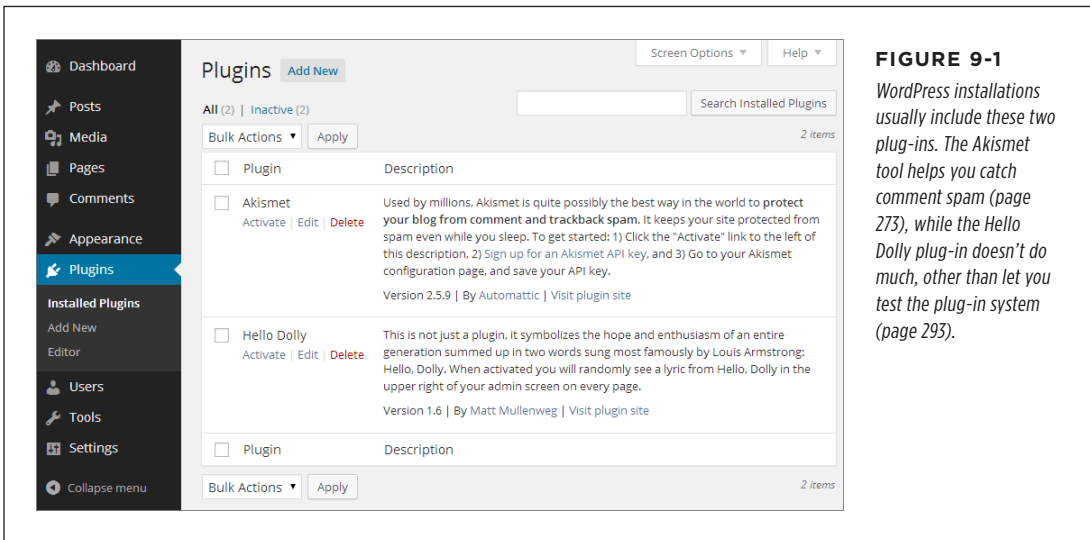 Dashboard
Posts
Media
Pages
Comments
Appearance
Plugins
Installed Plugins
Add New
Editor
Users
Tools
Settings
Collapse menu
Screen Options ▼ Help ▼
Plugins Add New
All (2) | Inactive (2)
Search Installed Plugins
Bulk Actions ▼ Apply
2 items
Plugin Description
Akismet
Activate | Edit | Delete
Used by millions, Akismet is quite possibly the best way in the world to protect
your blog from comment and trackback spam. It keeps your site protected from
spam even while you sleep. To get started: 1) Click the "Activate" link to the left of
this description, 2) Sign up for an Akismet API key, and 3) Go to your Akismet
configuration page, and save your API key.
Version 2.5.9 | By Automattic | Visit plugin site
Hello Dolly
Activate | Edit | Delete
This is not just a plugin, it symbolizes the hope and enthusiasm of an entire
generation summed up in two words sung most famously by Louis Armstrong:
Hello, Dolly. When activated you will randomly see a lyric from Hello, Dolly in the
upper right of your admin screen on every page.
Version 1.6 | By Matt Mullenweg | Visit plugin site
Plugin Description
Bulk Actions ▼ Apply
2 items
FIGURE 9-1
WordPress installations
usually include these two
plug-ins. The Akismet
tool helps you catch
comment spam (page
273), while the Hello
Dolly plug-in doesn't do
much, other than let you
test the plug-in system
(page 293).